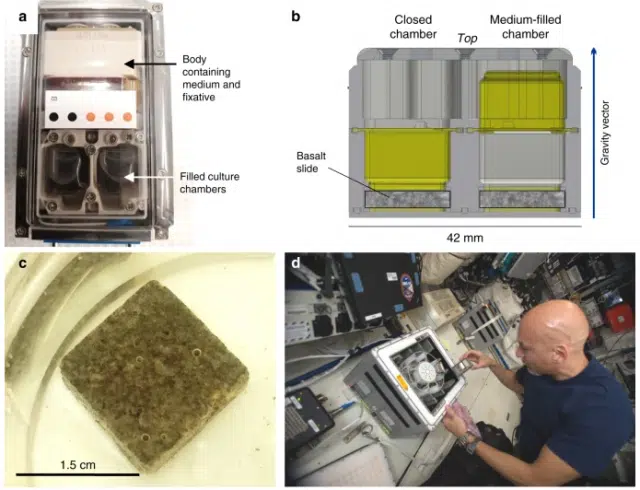 a
Body
containing
medium and
fixative
Filled culture
chambers
b
Closed
chamber
Top
Medium-filled
chamber
Basalt
slide
Gravity vector
42 mm
c
1.5 cm
d